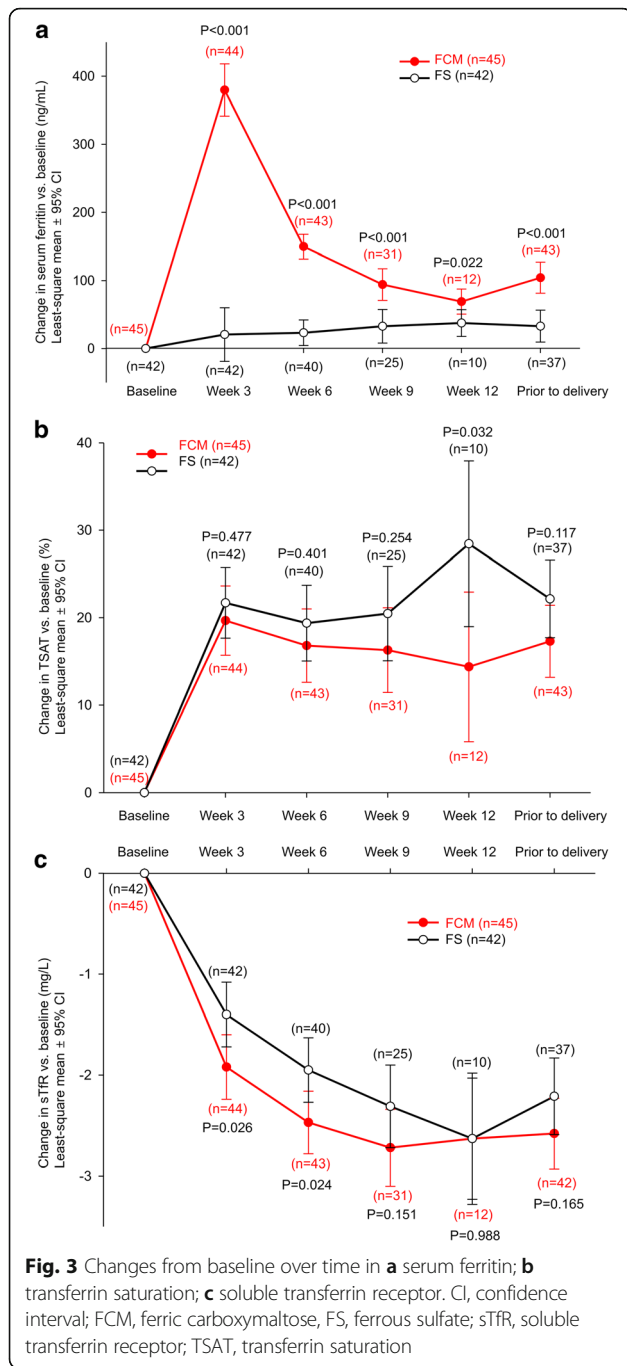 a
P<0.001
(n=44)
FCM (n=45)
FS (n=42)
400
300
200
100
0
Change in serum ferritin vs. baseline (ng/mL)
Least-square mean ± 95% CI
P<0.001
(n=43)
P<0.001
(n=31)
P=0.022
(n=12)
P<0.001
(n=43)
(n=45)
(n=42)
(n=42)
(n=40)
(n=25)
(n=10)
(n=37)
Baseline Week 3 Week 6 Week 9 Week 12 Prior to delivery
b
FCM (n=45)
FS (n=42)
40
30
20
10
0
Change in TSAT vs. baseline (%)
Least-square mean ± 95% CI
P=0.477
(n=42)
P=0.401
(n=40)
P=0.254
(n=25)
P=0.032
(n=10)
P=0.117
(n=37)
(n=44)
(n=43)
(n=31)
(n=12)
(n=43)
(n=42)
(n=45)
Baseline Week 3 Week 6 Week 9 Week 12 Prior to delivery
Baseline Week 3 Week 6 Week 9 Week 12 Prior to delivery
c
0
-1
-2
-3
Change in sTfR vs. baseline (mg/L)
Least-square mean ± 95% CI
(n=42)
(n=45)
FCM (n=45)
FS (n=42)
(n=42)
(n=40)
(n=25)
(n=10)
(n=37)
(n=44)
P=0.026
(n=43)
P=0.024
(n=31)
P=0.151
(n=12)
P=0.988
(n=42)
P=0.165
Fig. 3 Changes from baseline over time in a serum ferritin; b
transferrin saturation; c soluble transferrin receptor. CI, confidence
interval; FCM, ferric carboxymaltose, FS, ferrous sulfate; sTfR, soluble
transferrin receptor; TSAT, transferrin saturation